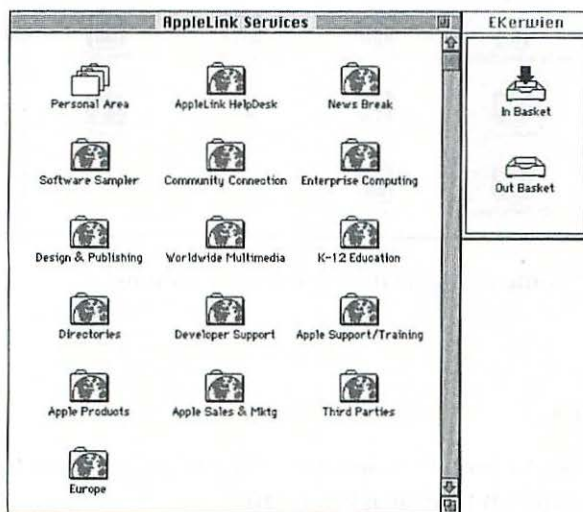 AppleLink Services
Personal Area
AppleLink HelpDesk
News Break
Software Sampler
Community Connection
Enterprise Computing
Design & Publishing
Worldwide Multimedia
K-12 Education
Directories
Developer Support
Apple Support/Training
Apple Products
Apple Sales & Mktg
Third Parties
Europe
EKerwien
In Basket
Out Basket